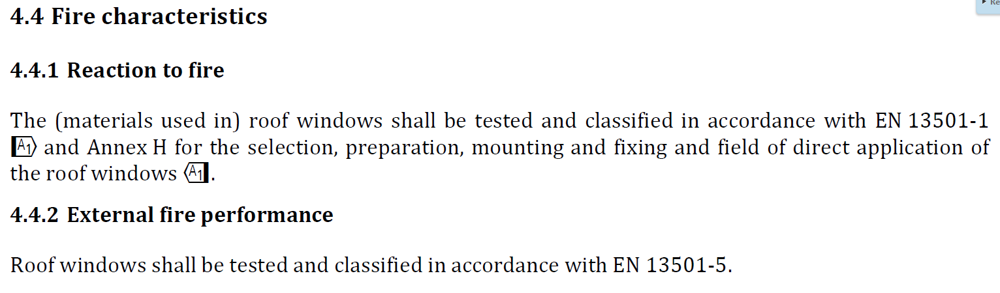 4.4 Fire characteristics
4.4.1 Reaction to fire
The (materials used in) roof windows shall be tested and classified in accordance with EN 13501-1
A1 and Annex H for the selection, preparation, mounting and fixing and field of direct application of
the roof windows A1.
4.4.2 External fire performance
Roof windows shall be tested and classified in accordance with EN 13501-5.